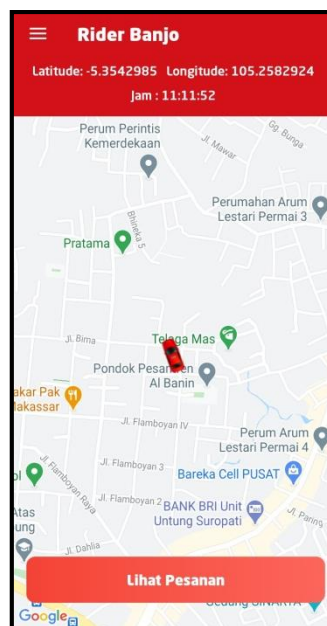 Rider Banjo
Latitude: -5.3542985 Longitude: 105.2582924
Jam : 11:11:52
Perum Perintis
Kemerdekaan
Jl. Mawar
Gg. Bunga
Perumahan Arum
Lestari Permai 3
Bhineka 5
Pratama
Jl. Bima
Telaga Mas
Pondok Pesantren
Al Banin
akar Pak
Makassar
Jl. Flamboyan IV
Perum Arum
Lestari Permai 4
Jl. Flamboyan 3
Bareka Cell PUSAT
ol
Jl. Flamboyan Raya
Jl. Flamboyan 2
BANK BRI Unit
Untung Suropati
Atas
ung
Jl. Dahlia
Lihat Pesanan
Google